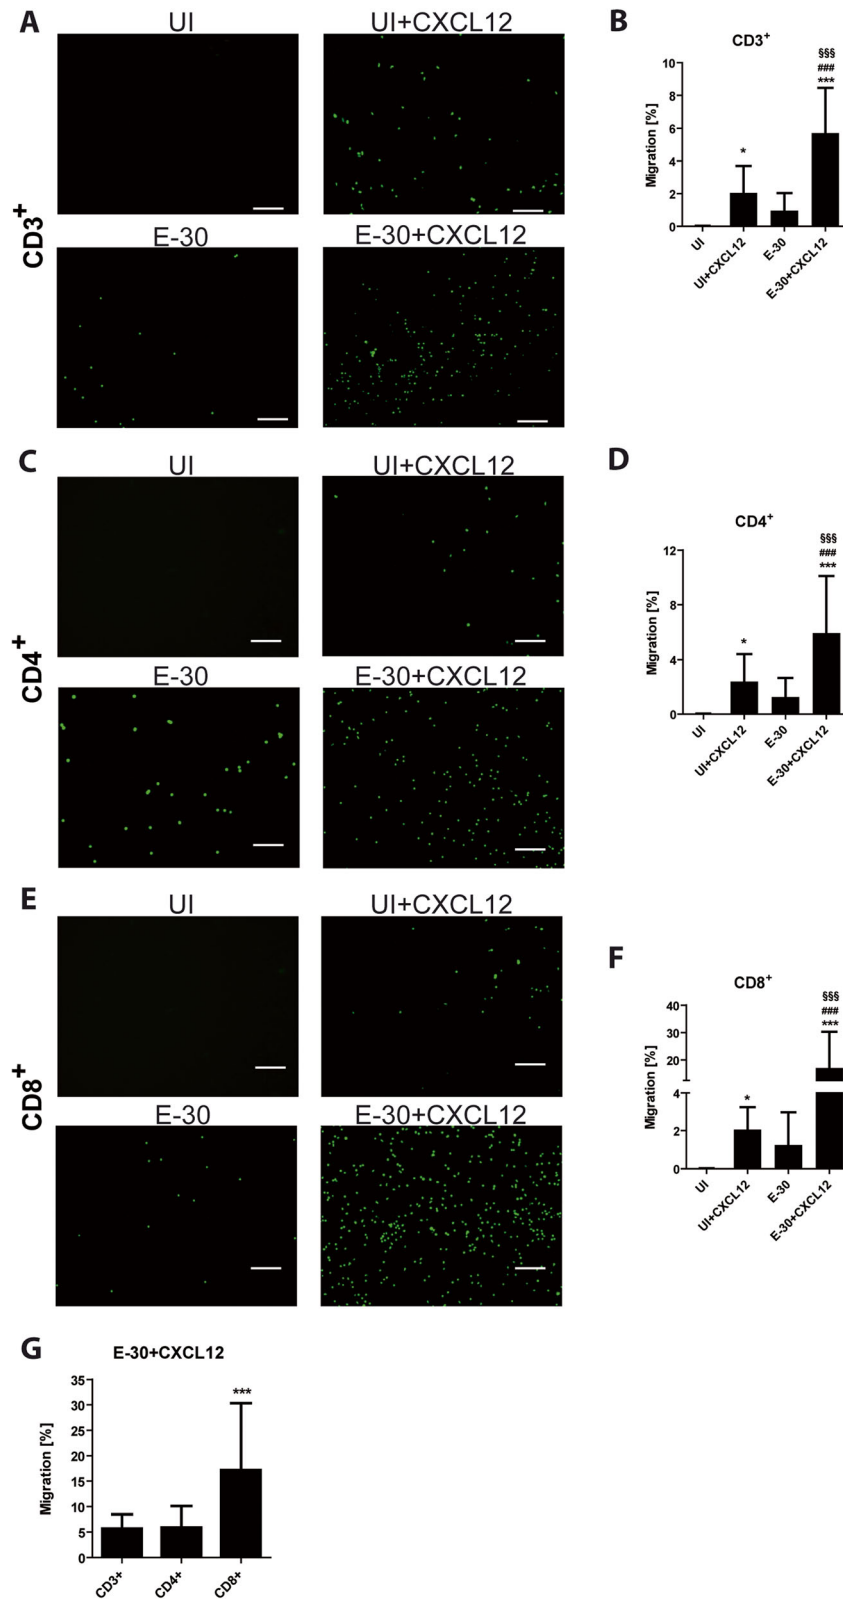 A
UI
UI+CXCL12
CD3+
E-30
E-30+CXCL12
B
CD3+
§§§
###
***
*
10
8
6
4
2
0
Migration [%]
UI
UI+CXCL12
E-30
E-30+CXCL12
C
UI
UI+CXCL12
CD4+
E-30
E-30+CXCL12
D
CD4+
§§§
###
***
*
12
8
4
0
Migration [%]
UI
UI+CXCL12
E-30
E-30+CXCL12
E
UI
UI+CXCL12
CD8+
E-30
E-30+CXCL12
F
CD8+
§§§
###
***
*
40
30
20
4
2
0
Migration [%]
UI
UI+CXCL12
E-30
E-30+CXCL12
G
E-30+CXCL12
***
35
30
25
20
15
10
5
0
Migration [%]
CD3+
CD4+
CD8+